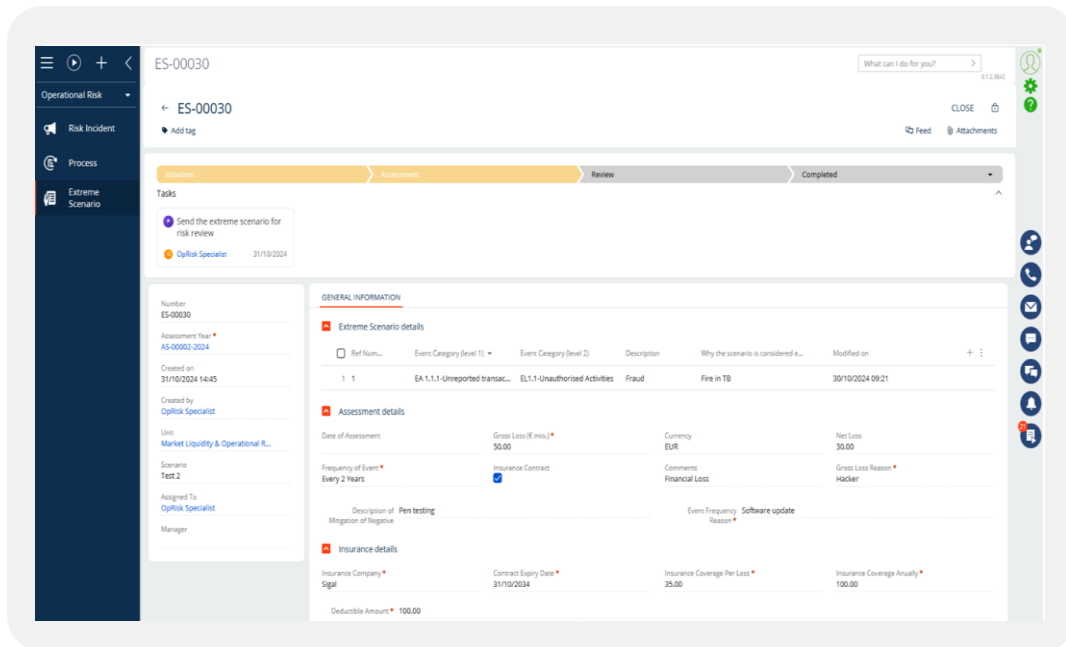 ES-00030
What can I do for you?
8.1.2.3842
Operational Risk
Risk Incident
Process
Extreme
Scenario
ES-00030
CLOSE
Add tag
Feed
Attachments
Initiation
Assessment
Review
Completed
Tasks
Send the extreme scenario for
risk review
OpRisk Specialist 31/10/2024
Number
ES-00030
Assessment Year *
AS-00002-2024
Created on
31/10/2024 14:45
Created by
OpRisk Specialist
Unit
Market Liquidity & Operational R...
Scenario
Test 2
Assigned To
OpRisk Specialist
Manager
GENERAL INFORMATION
Extreme Scenario details
Ref Num... Event Category (level 1) Event Category (level 2) Description Why the scenario is considered e... Modified on
1 1 EA 1.1.1-Unreported transac... EL1.1-Unauthorised Activities Fraud Fire in TB 30/10/2024 09:21
Assessment details
Date of Assessment Gross Loss (€ mio.) * Currency Net Loss
50.00 EUR 30.00
Frequency of Event * Insurance Contract Comments Gross Loss Reason *
Every 2 Years Financial Loss Hacker
Description of Pen testing Event Frequency Software update
Mitigation of Negative Reason *
Insurance details
Insurance Company * Contract Expiry Date * Insurance Coverage Per Loss * Insurance Coverage Anually *
Sigal 31/10/2034 35.00 100.00
Deductible Amount * 100.00